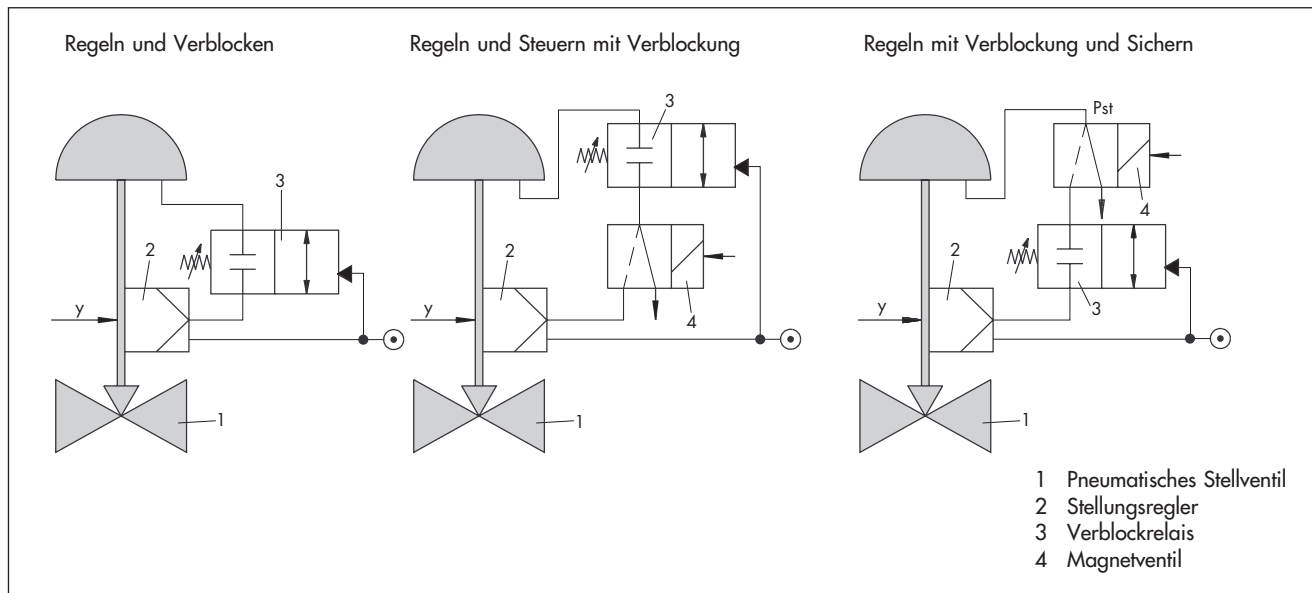 Regeln und Verblocken
Regeln und Steuern mit Verblockung
Regeln mit Verblockung und Sichern
3
2
y
1
3
2
4
y
1
Pst
4
2
3
y
1
1 Pneumatisches Stellventil
2 Stellungsregler
3 Verblockrelais
4 Magnetventil